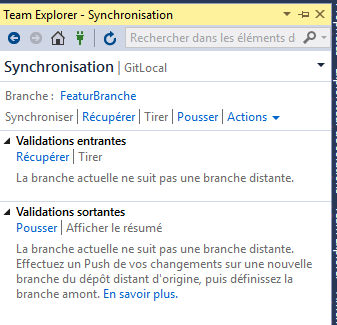 Team Explorer - Synchronisation
Rechercher dans les éléments d
Synchronisation | GitLocal
Branche : FeaturBranche
Synchroniser | Récupérer | Tirer | Pousser | Actions
Validations entrantes
Récupérer | Tirer
La branche actuelle ne suit pas une branche distante.
Validations sortantes
Pousser | Afficher le résumé
La branche actuelle ne suit pas une branche distante.
Effectuez un Push de vos changements sur une nouvelle
branche du dépôt distant d'origine, puis définissez la
branche amont. En savoir plus.